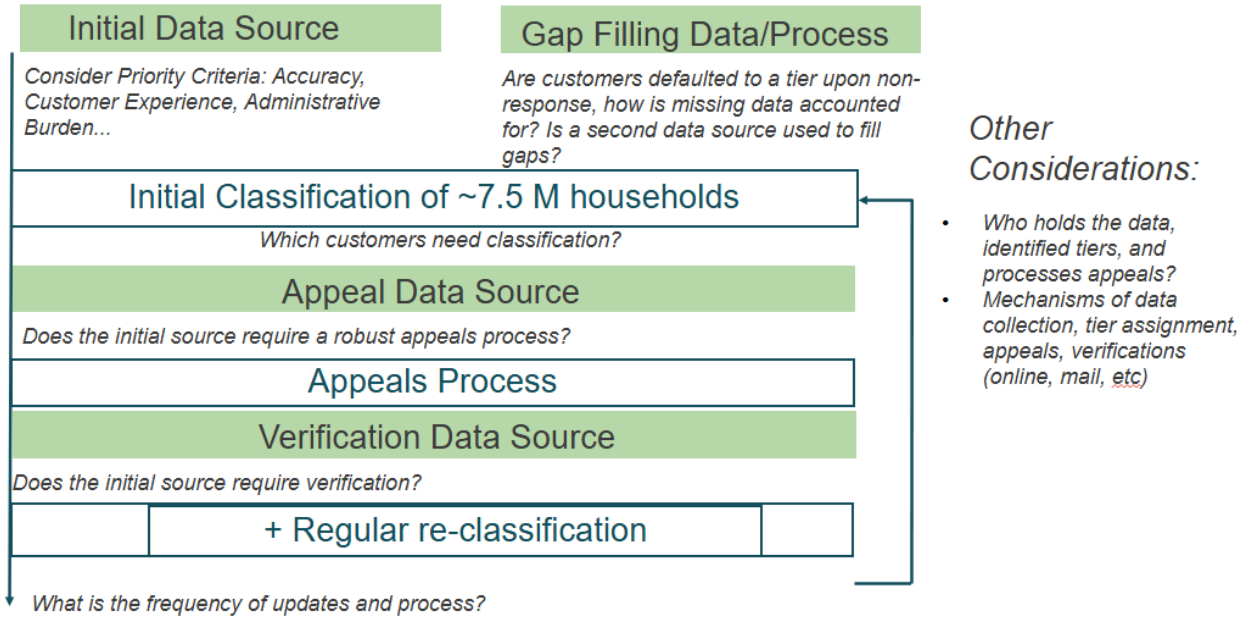 Initial Data Source
Consider Priority Criteria: Accuracy,
Customer Experience, Administrative
Burden...
Gap Filling Data/Process
Are customers defaulted to a tier upon non-
response, how is missing data accounted
for? Is a second data source used to fill
gaps?
Initial Classification of ~7.5 M households
Which customers need classification?
Appeal Data Source
Does the initial source require a robust appeals process?
Appeals Process
Verification Data Source
Does the initial source require verification?
+ Regular re-classification
What is the frequency of updates and process?
Other
Considerations:
• Who holds the data,
identified tiers, and
processes appeals?
• Mechanisms of data
collection, tier assignment,
appeals, verifications
(online, mail, etc)